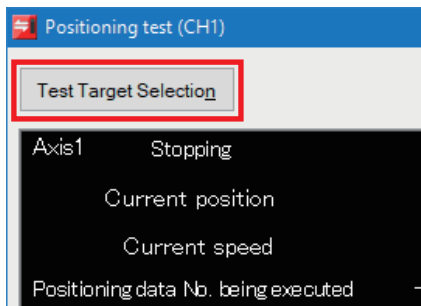 Positioning test (CH1)
Test Target Selection
Axis1 Stopping
Current position
Current speed
Positioning data No. being executed